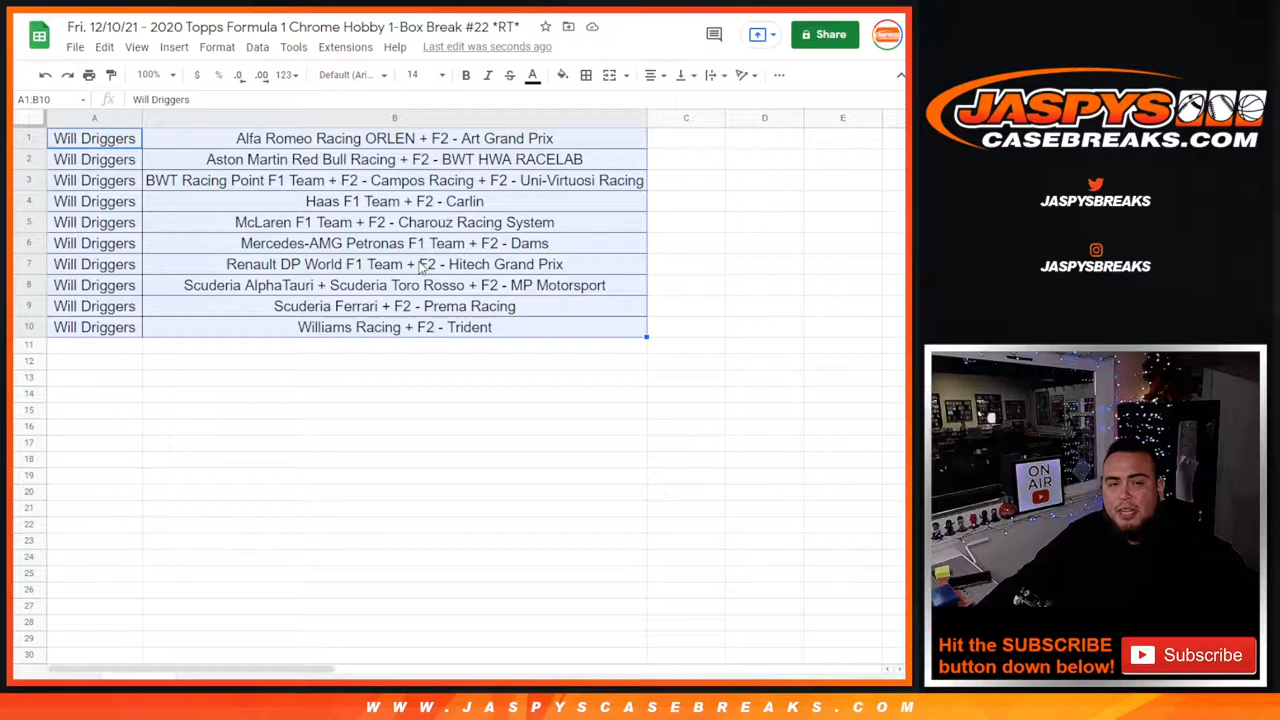 Fri. 12/10/21 - 2020 Topps Formula 1 Chrome Hobby 1-Box Break #22 *RT*
File Edit View Insert Format Data Tools Extensions Help Last edit was seconds ago
Share
100% $ % .0 .00 123 Default (Ari... 14 B I S A
A1:B10 fx Will Driggers
A B C D E
1 Will Driggers Alfa Romeo Racing ORLEN + F2 - Art Grand Prix
2 Will Driggers Aston Martin Red Bull Racing + F2 - BWT HWA RACELAB
3 Will Driggers BWT Racing Point F1 Team + F2 - Campos Racing + F2 - Uni-Virtuosi Racing
4 Will Driggers Haas F1 Team + F2 - Carlin
5 Will Driggers McLaren F1 Team + F2 - Charouz Racing System
6 Will Driggers Mercedes-AMG Petronas F1 Team + F2 - Dams
7 Will Driggers Renault DP World F1 Team + F2 - Hitech Grand Prix
8 Will Driggers Scuderia AlphaTauri + Scuderia Toro Rosso + F2 - MP Motorsport
9 Will Driggers Scuderia Ferrari + F2 - Prema Racing
10 Will Driggers Williams Racing + F2 - Trident
11
12
13
14
15
16
17
18
19
20
21
22
23
24
25
26
27
28
29
30
JASPYS
CASEBREAKS.COM
JASPYSBREAKS
JASPYSBREAKS
ON
AIR
Hit the SUBSCRIBE
button down below!
Subscribe
WWW.JASPYSCASEBREAKS.COM